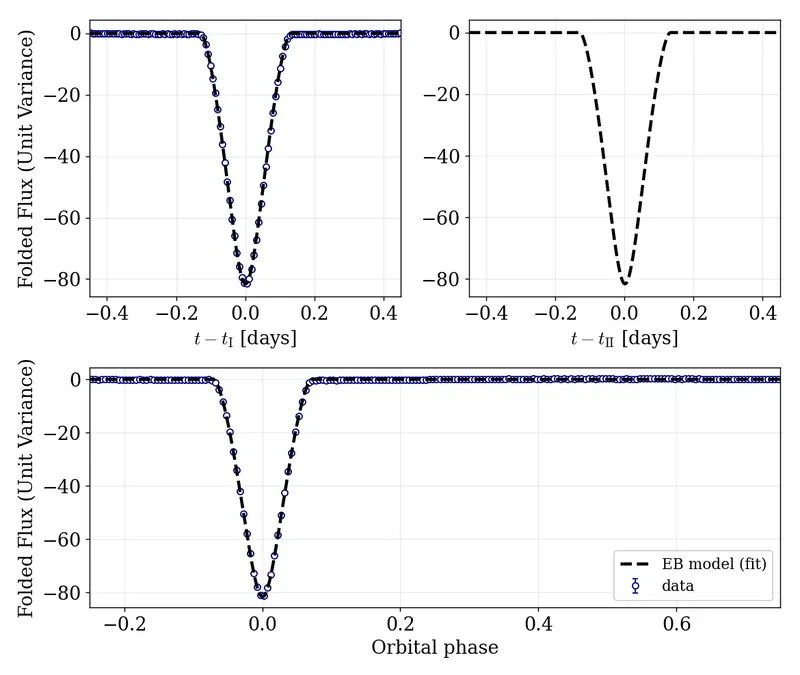 Folded Flux (Unit Variance)
0
−20
−40
−60
−80
−0.4 −0.2 0.0 0.2 0.4
t − tI [days]
0
−20
−40
−60
−80
−0.4 −0.2 0.0 0.2 0.4
t − tII [days]
Folded Flux (Unit Variance)
0
−20
−40
−60
−80
−0.2 0.0 0.2 0.4 0.6
Orbital phase
EB model (fit)
data